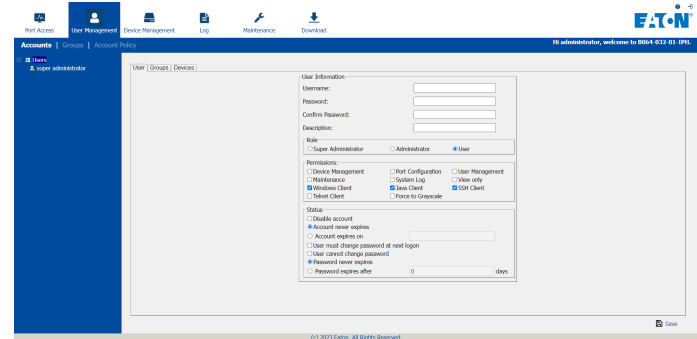 Port Access
User Management
Device Management
Log
Maintenance
Download
EATON
Accounts | Groups | Account Policy
Hi administrator, welcome to B064-032-01-IPG.
Users
super administrator
User | Groups | Devices
User Information
Username:
Password:
Confirm Password:
Description:
Role
Super Administrator Administrator User
Permissions:
Device Management Port Configuration User Management
Maintenance System Log View only
Windows Client Java Client SSH Client
Telnet Client Force to Grayscale
Status
Disable account
Account never expires
Account expires on
User must change password at next logon
User cannot change password
Password never expires
Password expires after 0 days
Save
(c) 2023 Eaton. All Rights Reserved.